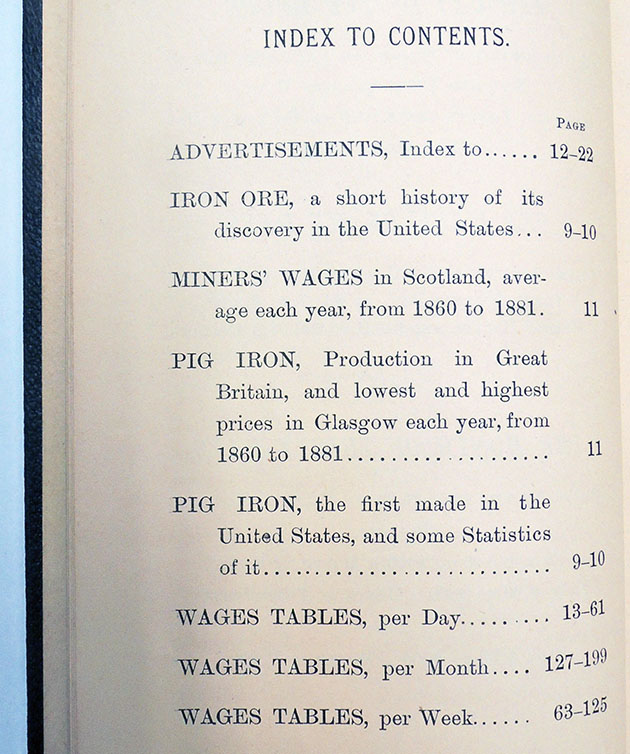 INDEX TO CONTENTS.
PAGE
ADVERTISEMENTS, Index to...... 12–22
IRON ORE, a short history of its
discovery in the United States... 9–10
MINERS' WAGES in Scotland, aver-
age each year, from 1860 to 1881. 11
PIG IRON, Production in Great
Britain, and lowest and highest
prices in Glasgow each year, from
1860 to 1881................... 11
PIG IRON, the first made in the
United States, and some Statistics
of it........................... 9–10
WAGES TABLES, per Day......... 13–61
WAGES TABLES, per Month.... 127–199
WAGES TABLES, per Week...... 63–125